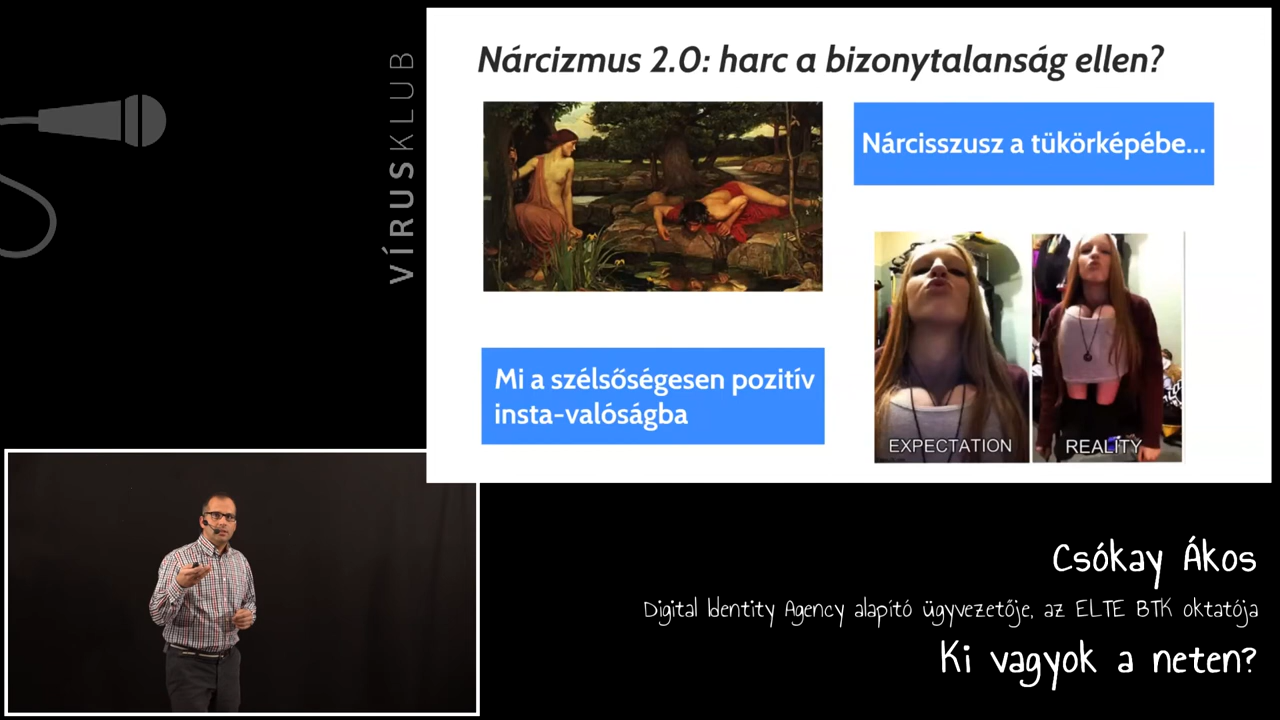 VÍRUSKLUB
Nárcizmus 2.0: harc a bizonytalanság ellen?
Nárcisszusz a tükörképébe...
Mi a szélsőségesen pozitív
insta-valóságba
EXPECTATION
REALITY
Csókay Ákos
Digital Identity Agency alapító ügyvezetője, az ELTE BTK oktatója
Ki vagyok a neten?